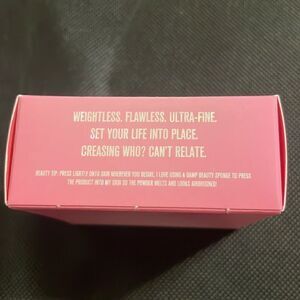 WEIGHTLESS. FLAWLESS. ULTRA-FINE.
SET YOUR LIFE INTO PLACE.
CREASING WHO? CAN'T RELATE.
BEAUTY TIP: PRESS LIGHTLY ONTO SKIN WHEREVER YOU DESIRE. I LOVE USING A DAMP BEAUTY SPONGE TO PRESS
THE PRODUCT INTO MY SKIN SO THE POWDER MELTS AND LOOKS AIRBRUSHED!